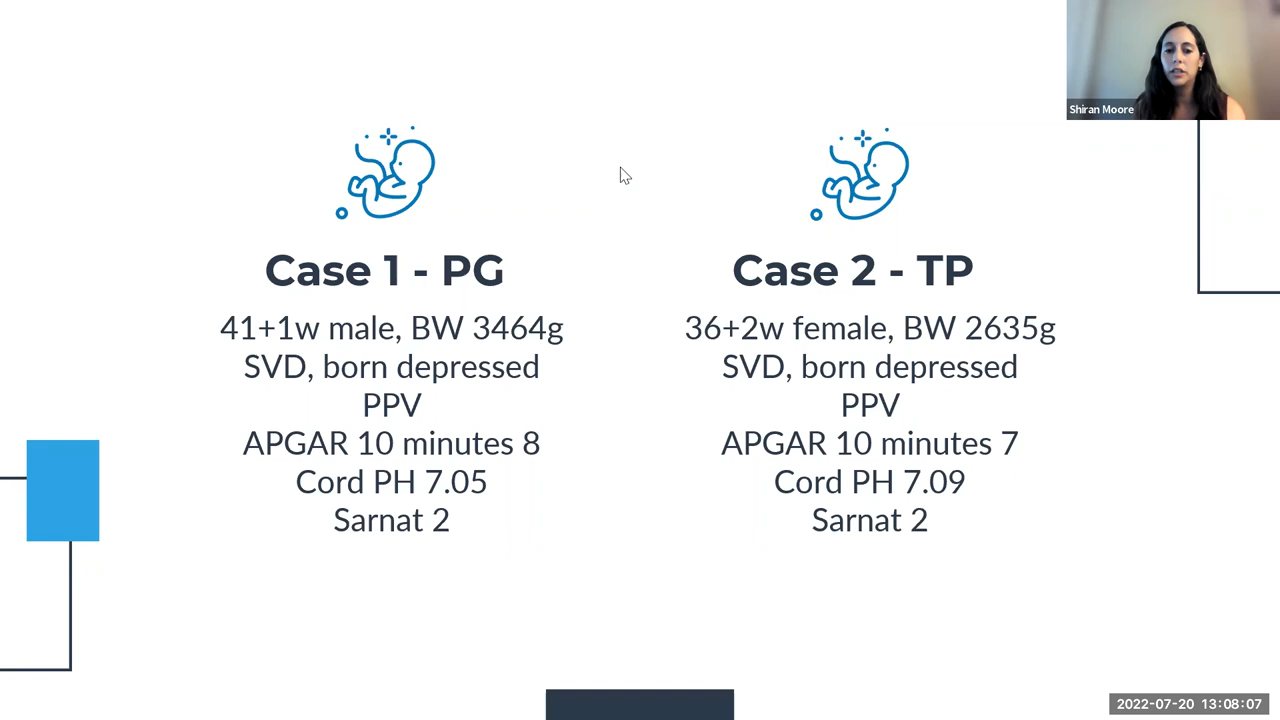 Shiran Moore
Case 1 - PG
41+1w male, BW 3464g
SVD, born depressed
PPV
APGAR 10 minutes 8
Cord PH 7.05
Sarnat 2
Case 2 - TP
36+2w female, BW 2635g
SVD, born depressed
PPV
APGAR 10 minutes 7
Cord PH 7.09
Sarnat 2
2022-07-20 13:08:07